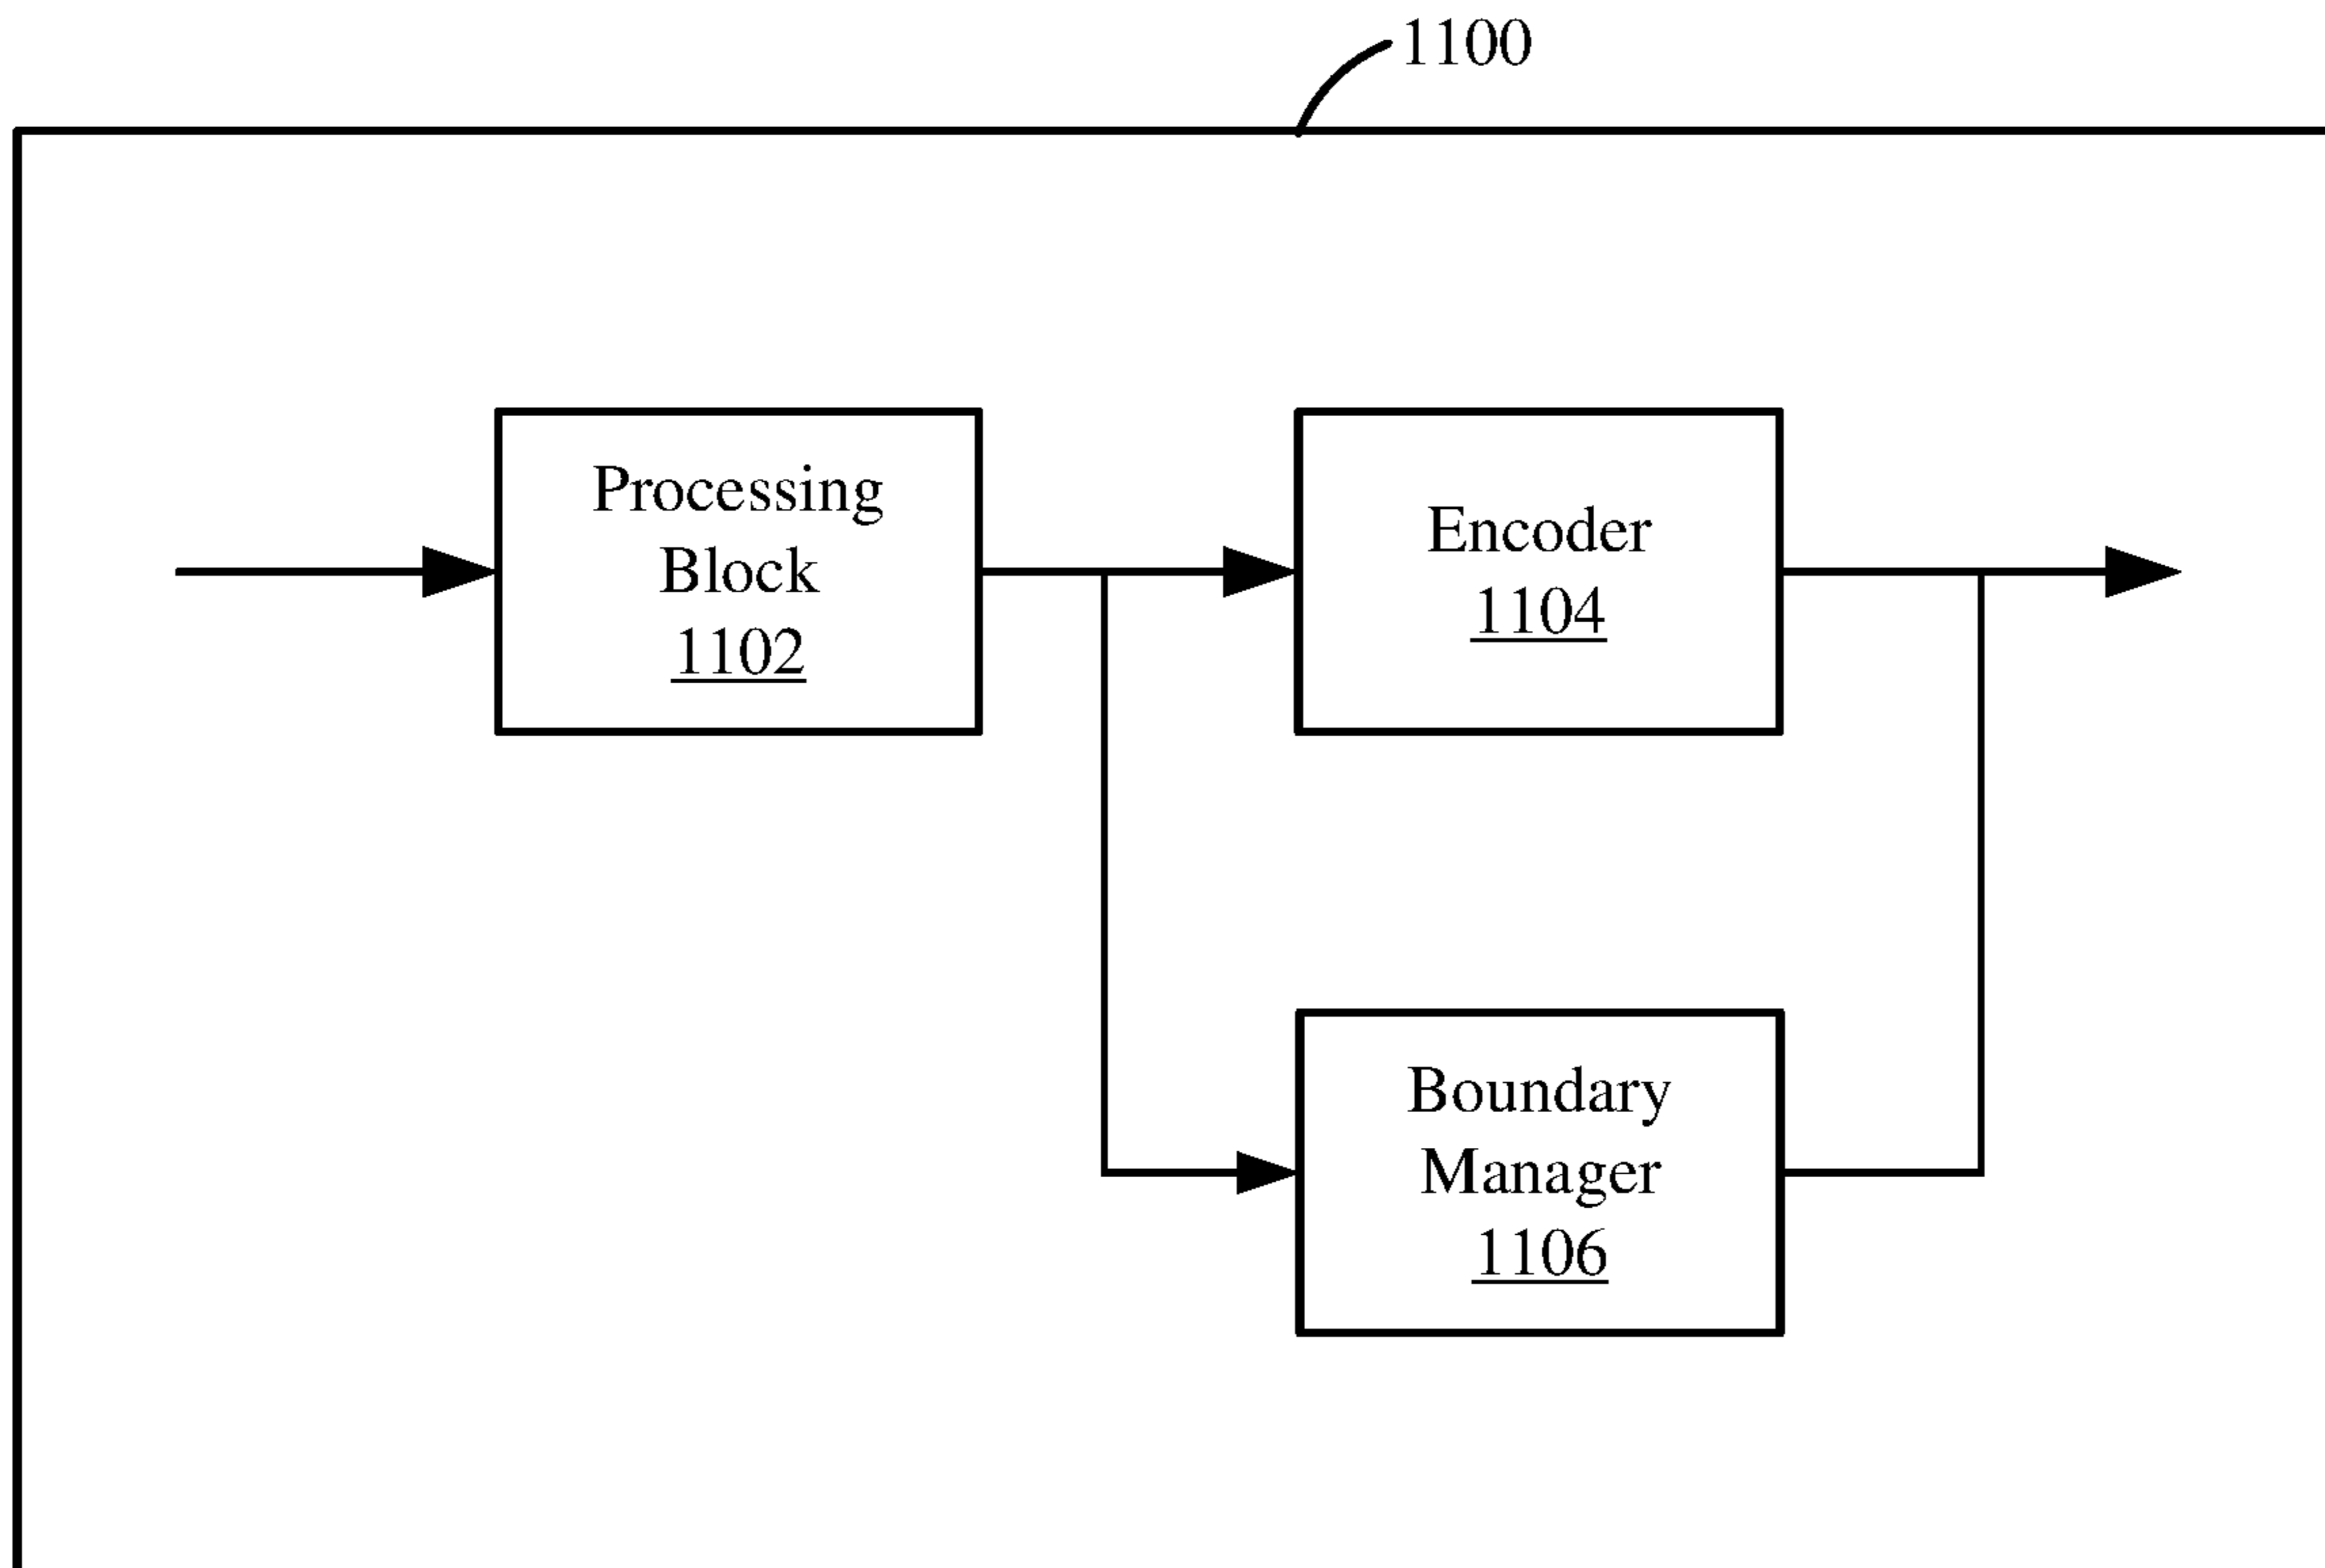 1100
Processing
Block
1102
Encoder
1104
Boundary
Manager
1106